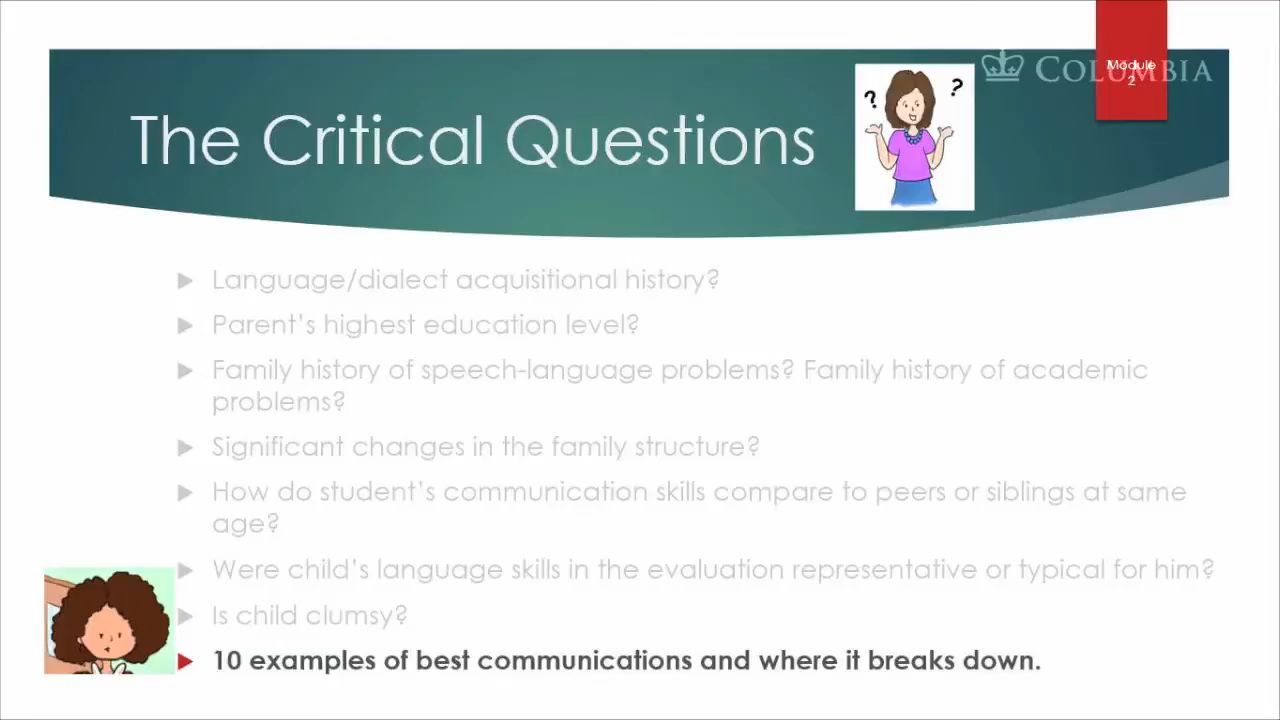 Module
2
COLUMBIA
The Critical Questions
? ?
Language/dialect acquisitional history?
Parent's highest education level?
Family history of speech-language problems? Family history of academic
problems?
Significant changes in the family structure?
How do student's communication skills compare to peers or siblings at same
age?
Were child's language skills in the evaluation representative or typical for him?
Is child clumsy?
10 examples of best communications and where it breaks down.